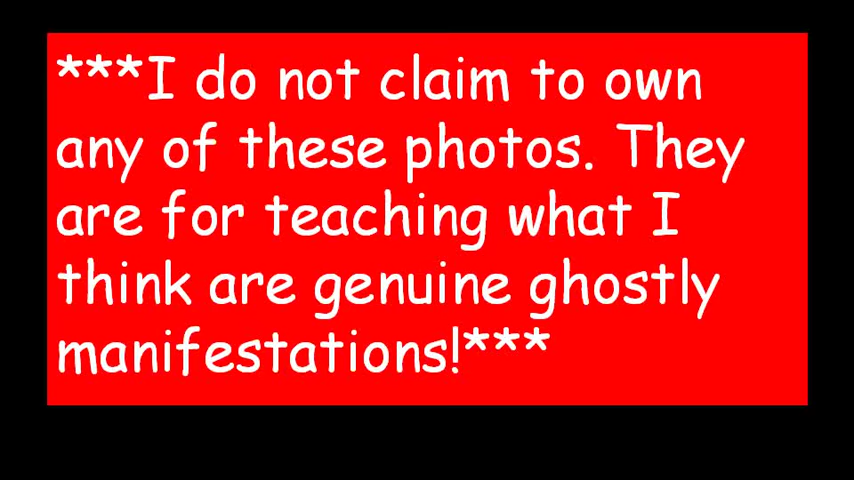 ***I do not claim to own
any of these photos. They
are for teaching what I
think are genuine ghostly
manifestations!***